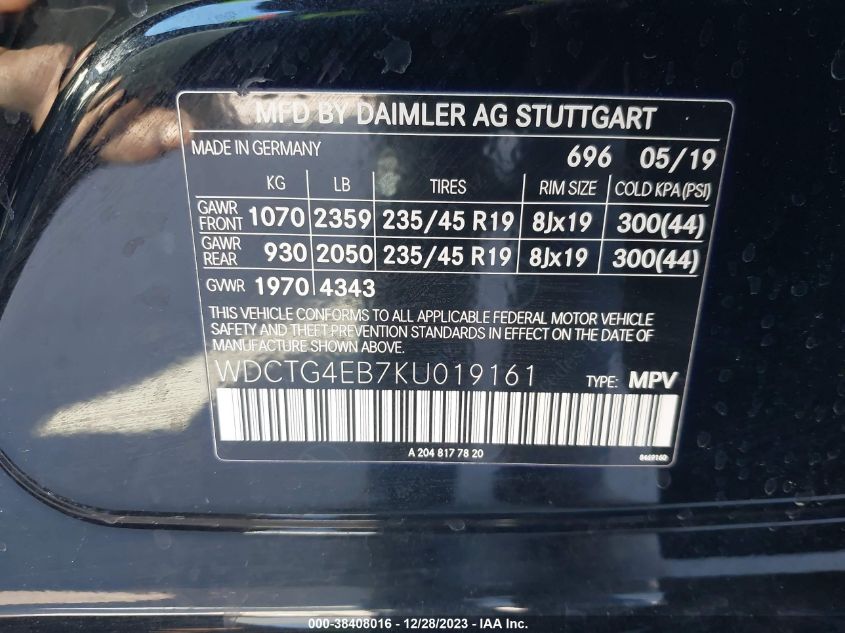 MFD BY DAIMLER AG STUTTGART
MADE IN GERMANY 696 05/19
KG LB TIRES RIM SIZE COLD KPA(PSI)
GAWR FRONT 1070 2359 235/45 R19 8Jx19 300(44)
GAWR REAR 930 2050 235/45 R19 8Jx19 300(44)
GVWR 1970 4343
THIS VEHICLE CONFORMS TO ALL APPLICABLE FEDERAL MOTOR VEHICLE
SAFETY AND THEFT PREVENTION STANDARDS IN EFFECT ON THE DATE OF
MANUFACTURE SHOWN ABOVE.
WDCTG4EB7KU019161 TYPE: MPV
A 204 817 78 20
000-38408016 - 12/28/2023 - IAA Inc.